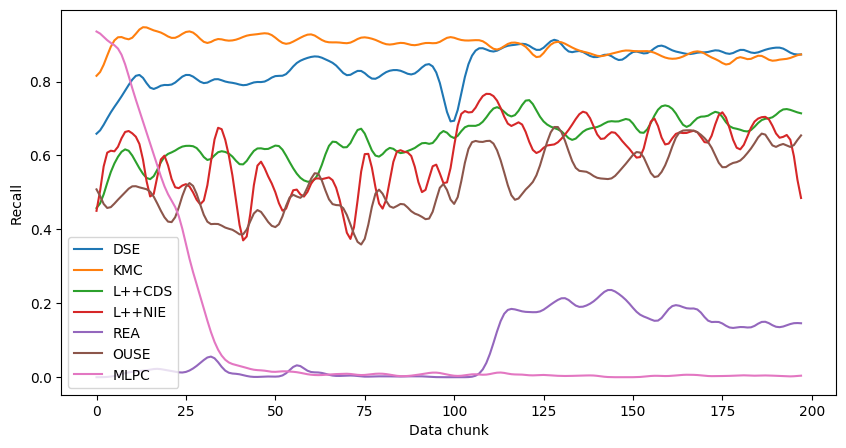 Recall
0.8
0.6
0.4
0.2
0.0
DSE
KMC
L++CDS
L++NIE
REA
OUSE
MLPC
0 25 50 75 100 125 150 175 200
Data chunk